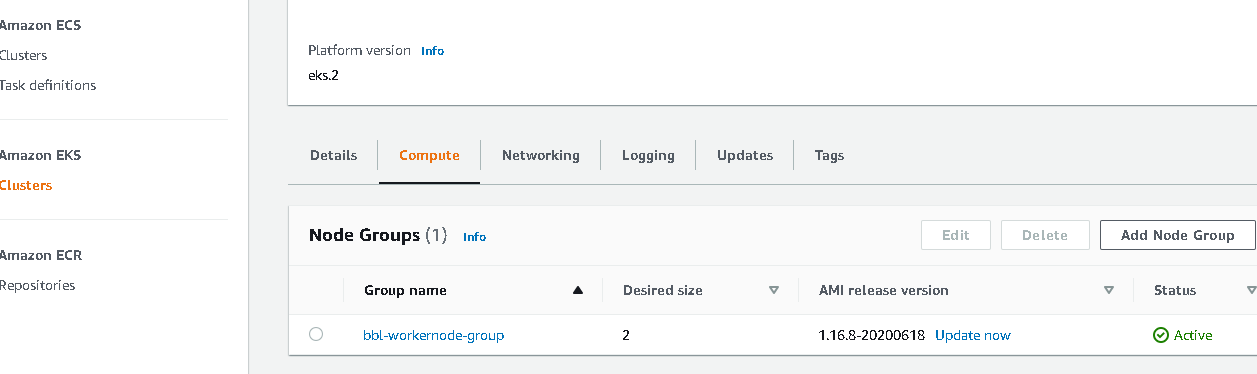 Amazon ECS
Clusters
Task definitions
Amazon EKS
Clusters
Amazon ECR
Repositories
Platform version Info
eks.2
Details Compute Networking Logging Updates Tags
Node Groups (1) Info Edit Delete Add Node Group
Group name Desired size AMI release version Status
bbl-workernode-group 2 1.16.8-20200618 Update now Active